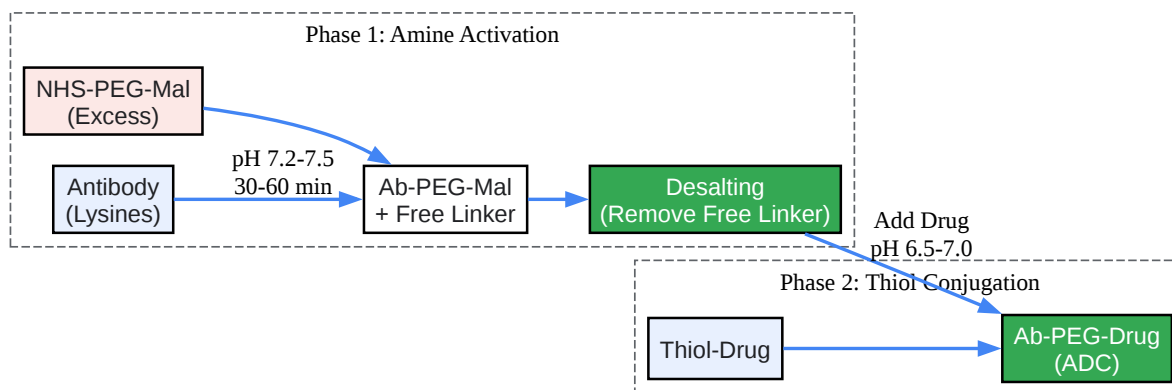 Phase 1: Amine Activation
NHS-PEG-Mal
(Excess)
pH 7.2-7.5
30-60 min
Antibody
(Lysines)
Ab-PEG-Mal
+ Free Linker
Desalting
(Remove Free Linker)
Add Drug
pH 6.5-7.0
Phase 2: Thiol Conjugation
Thiol-Drug
Ab-PEG-Drug
(ADC)